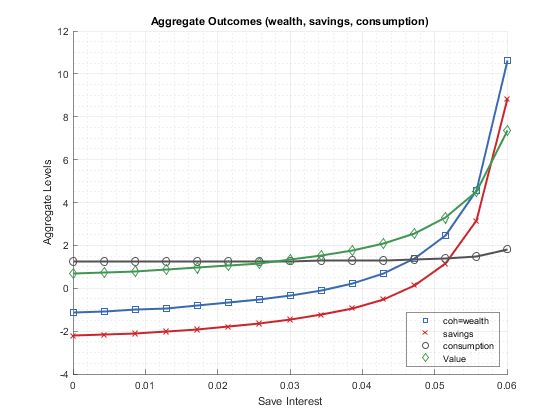 Aggregate Outcomes (wealth, savings, consumption)
12
10
8
6
4
2
0
-2
-4
Aggregate Levels
0
0.01
0.02
0.03
0.04
0.05
0.06
Save Interest
coh=wealth
savings
consumption
Value